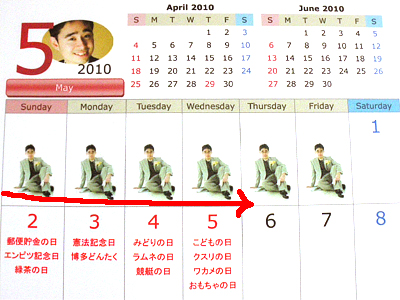 5
2010
May
April 2010
S M T W T F S
1 2 3
4 5 6 7 8 9 10
11 12 13 14 15 16 17
18 19 20 21 22 23 24
25 26 27 28 29 30
June 2010
S M T W T F S
1 2 3 4 5
6 7 8 9 10 11 12
13 14 15 16 17 18 19
20 21 22 23 24 25 26
27 28 29 30
Sunday Monday Tuesday Wednesday Thursday Friday Saturday
1
2 3 4 5 6 7 8
郵便貯金の日 憲法記念日 みどりの日 こどもの日
エンピツ記念日 博多どんたく ラムネの日 クスリの日
緑茶の日 競艇の日 ワカメの日
おもちゃの日